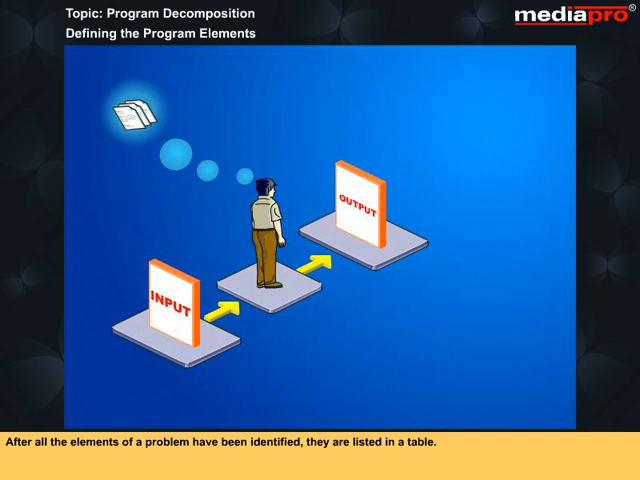 Topic: Program Decomposition
Defining the Program Elements
mediapro®
OUTPUT
INPUT
After all the elements of a problem have been identified, they are listed in a table.